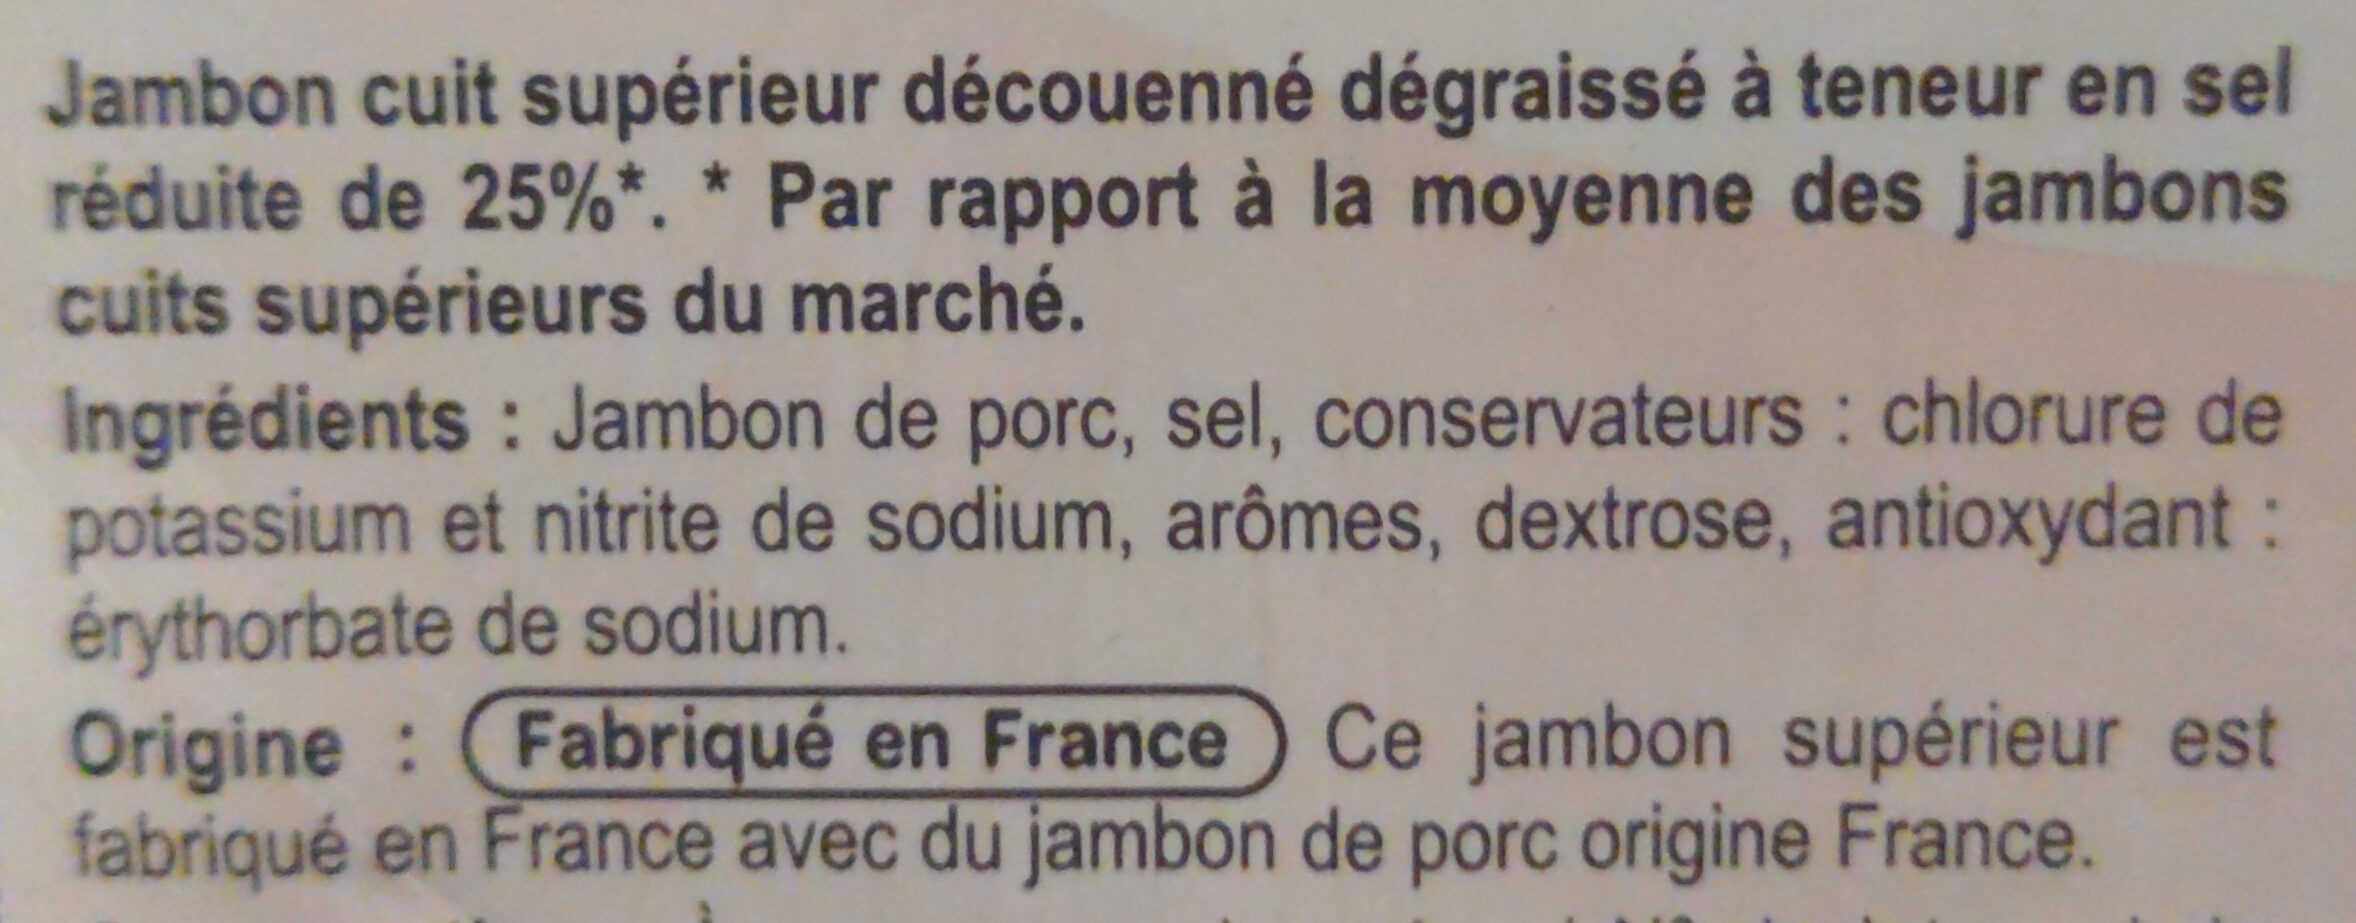 Jambon cuit supérieur découenné dégraissé à teneur en sel
réduite de 25%*. * Par rapport à la moyenne des jambons
cuits supérieurs du marché.
Ingrédients : Jambon de porc, sel, conservateurs : chlorure de
potassium et nitrite de sodium, arômes, dextrose, antioxydant :
érythorbate de sodium.
Origine : Fabriqué en France Ce jambon supérieur est
fabriqué en France avec du jambon de porc origine France.